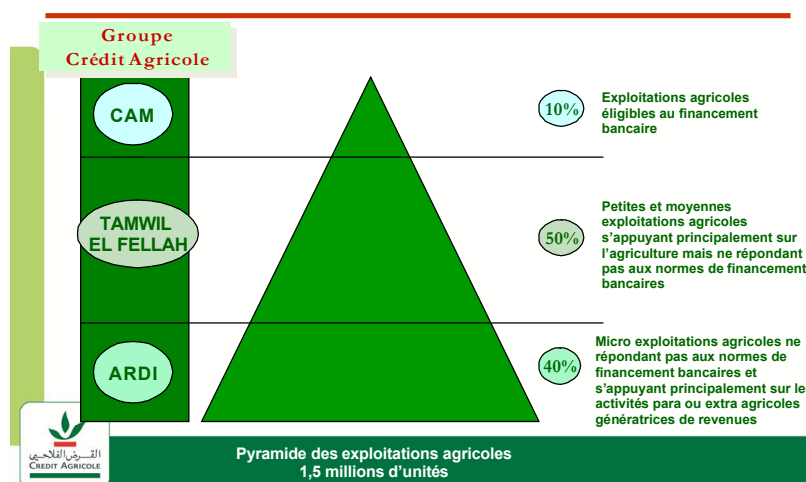 Groupe
Crédit Agricole
CAM
10%
Exploitations agricoles
éligibles au financement
bancaire
TAMWIL
EL FELLAH
50%
Petites et moyennes
exploitations agricoles
s'appuyant principalement sur
l'agriculture mais ne répondant
pas aux normes de financement
bancaires
ARDI
40%
Micro exploitations agricoles ne
répondant pas aux normes de
financement bancaires et
s'appuyant principalement sur le
activités para ou extra agricoles
génératrices de revenues
القرض الفلاحي
CREDIT AGRICOLE
Pyramide des exploitations agricoles
1,5 millions d'unités